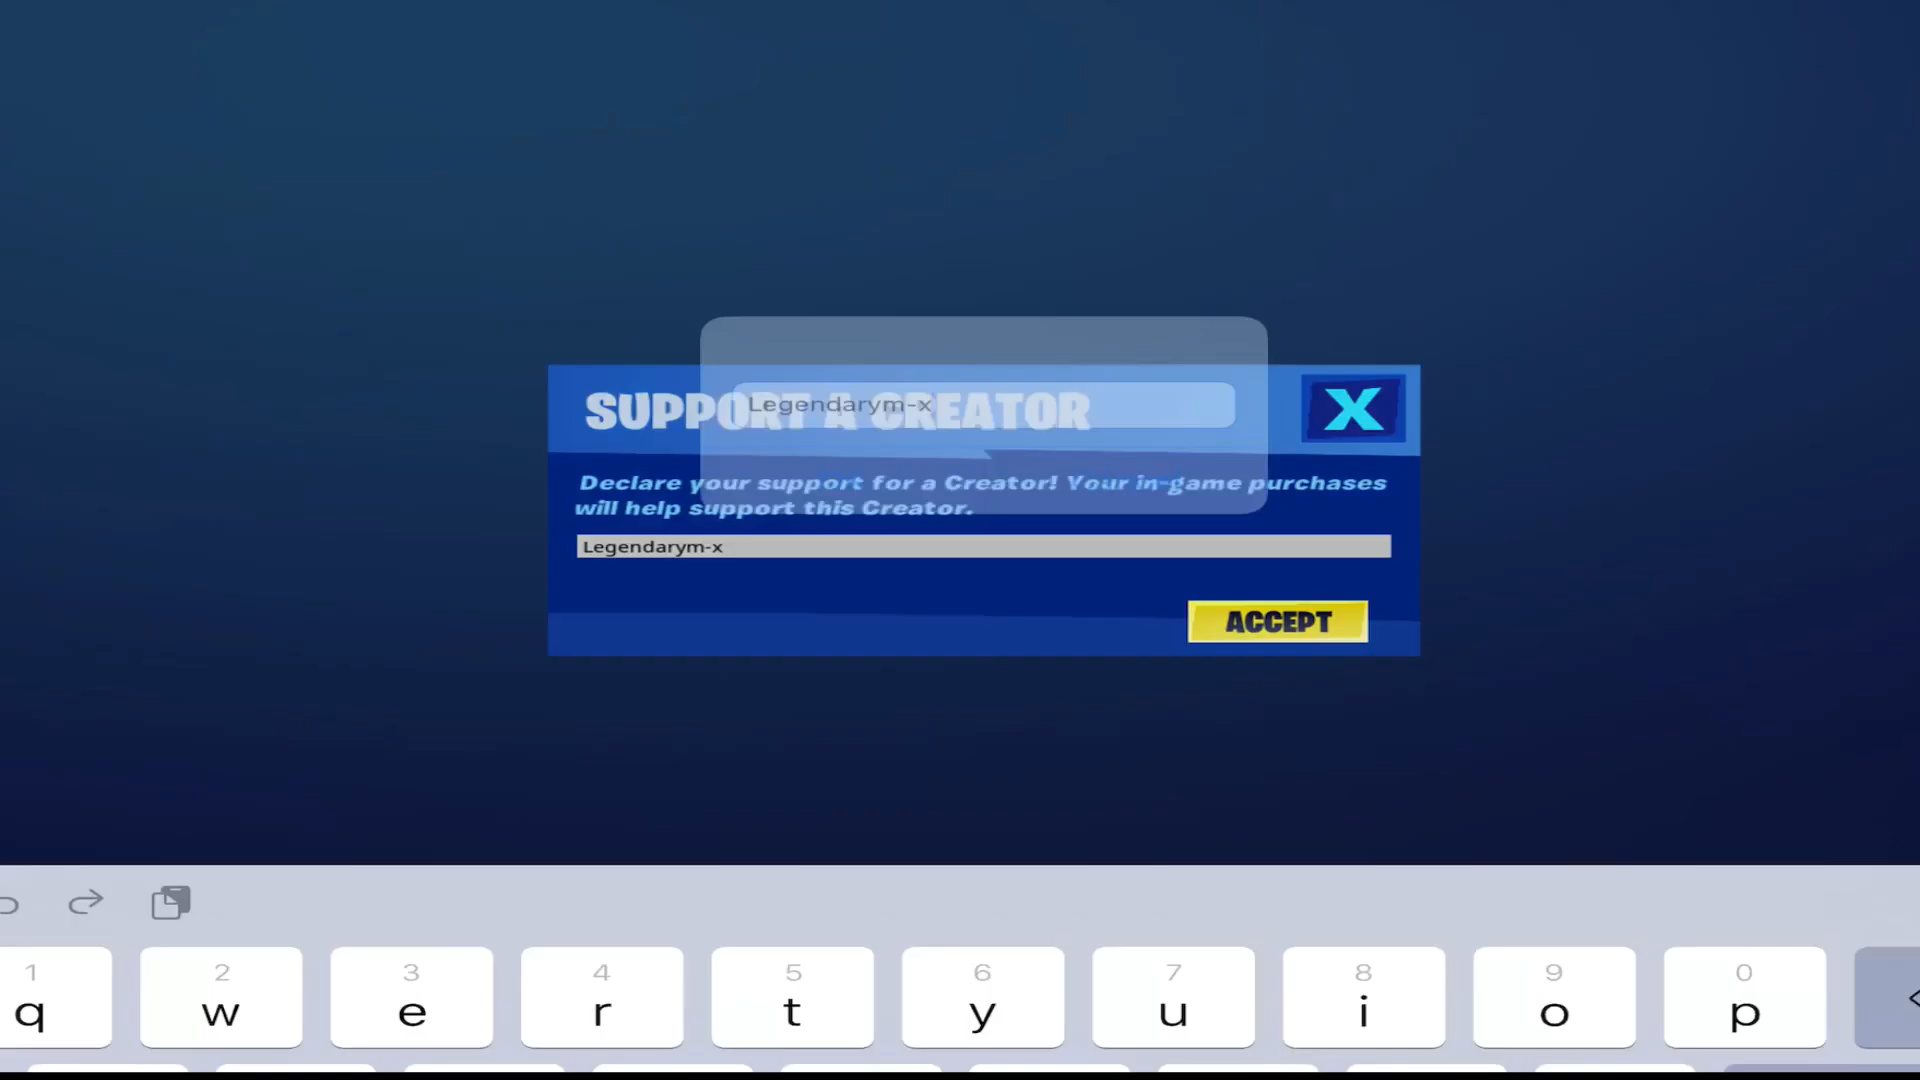 SUPPORT A CREATOR
Legendarym-x
X
Declare your support for a Creator! Your in-game purchases
will help support this Creator.
Legendarym-x
ACCEPT
1 2 3 4 5 6 7 8 9 0
q w e r t y u i o p